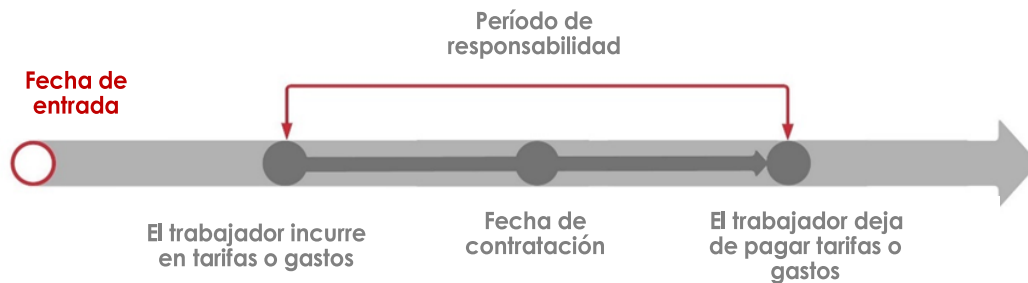 Período de
responsabilidad
Fecha de
entrada
El trabajador incurre
en tarifas o gastos
Fecha de
contratación
El trabajador deja
de pagar tarifas o
gastos